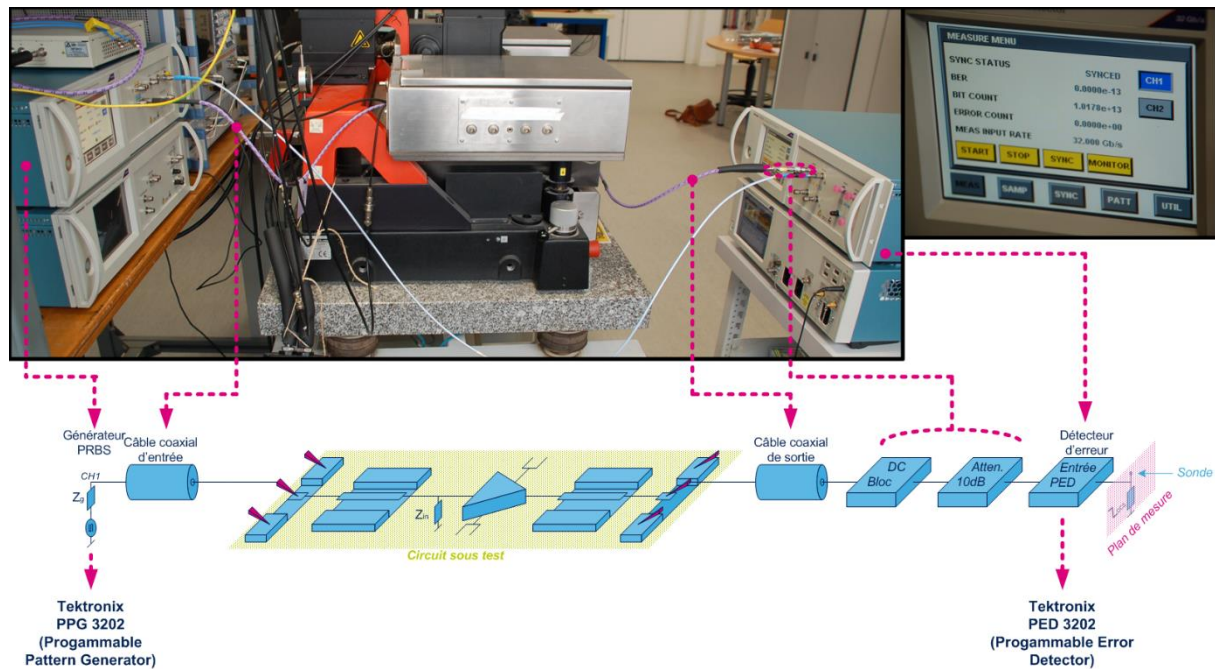 32 Gb/s
MEASURE MENU
SYNC STATUS
SYNCED
CH1
BER
0.0000e-13
BIT COUNT
1.0170e+13
CH2
ERROR COUNT
0.0000e+00
MEAS INPUT RATE
32.000 Gb/s
START STOP SYNC MONITOR
MEAS SAMP SYNC PATT UTIL
Générateur
PRBS
Câble coaxial
d'entrée
Câble coaxial
de sortie
Détecteur
d'erreur
CH1
Zg
Zin
DC
Bloc
Atten.
10dB
Entrée
PED
Sonde
Plan de mesure
Circuit sous test
Tektronix
PPG 3202
(Progammable
Pattern Generator)
Tektronix
PED 3202
(Progammable Error
Detector)